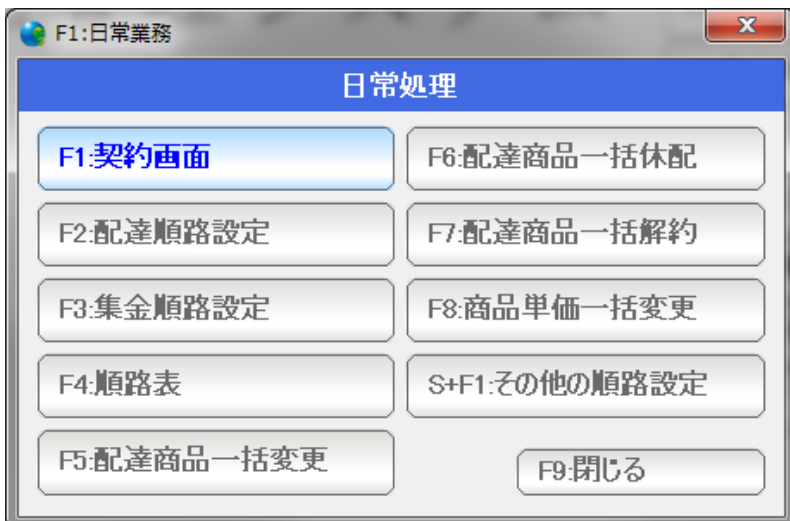 F1:日常業務
日常処理
F1:契約画面
F2:配達順路設定
F3:集金順路設定
F4:順路表
F5:配達商品一括変更
F6:配達商品一括休配
F7:配達商品一括解約
F8:商品単価一括変更
S+F1:その他の順路設定
F9:閉じる